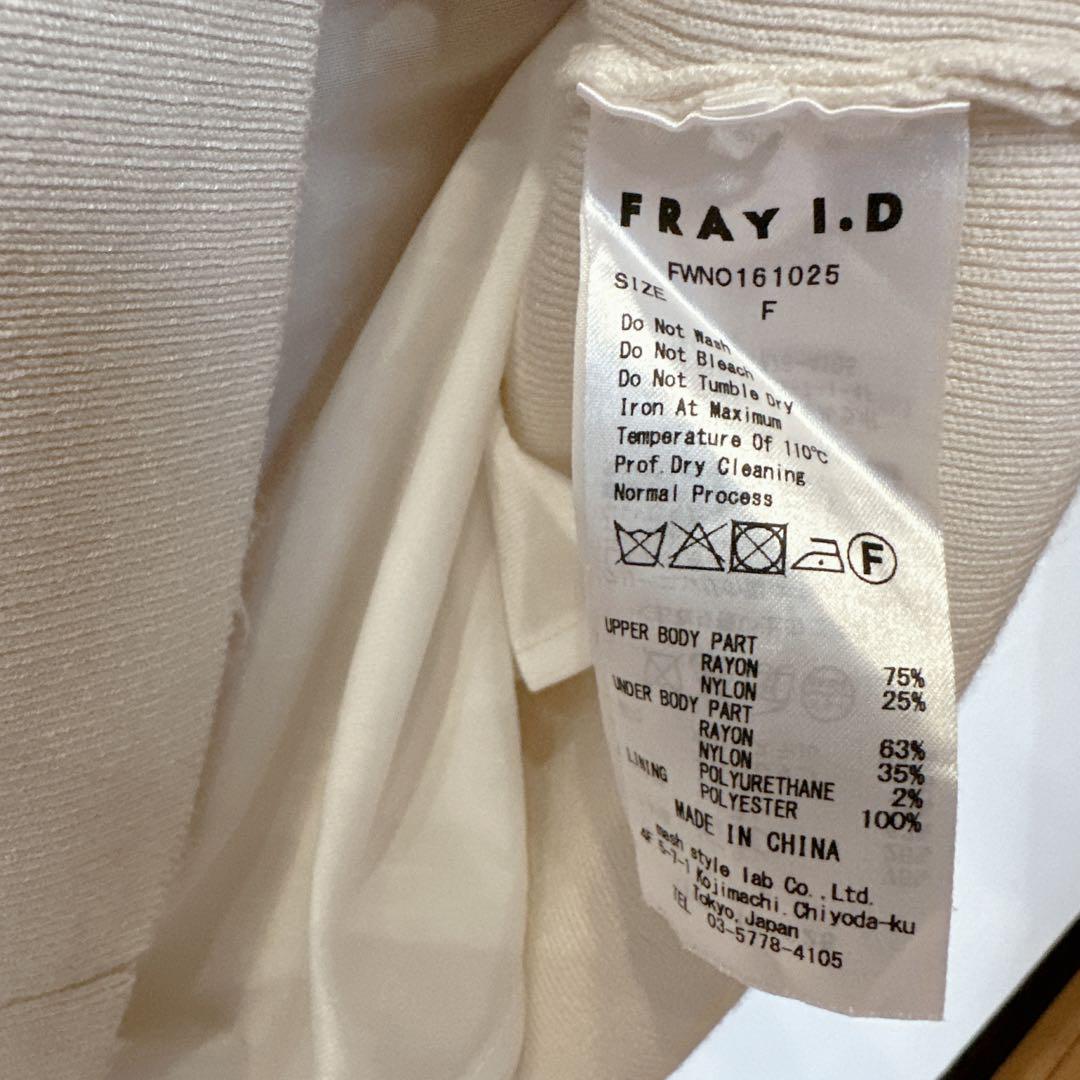 FRAY I.D
FWNO161025
SIZE F
Do Not Wash
Do Not Bleach
Do Not Tumble Dry
Iron At Maximum
Temperature Of 110℃
Prof.Dry Cleaning
Normal Process
F
UPPER BODY PART
RAYON 75%
NYLON 25%
UNDER BODY PART
RAYON 63%
NYLON 35%
POLYURETHANE 2%
LINING POLYESTER 100%
MADE IN CHINA
mash style lab Co.,Ltd.
4F 5-7-1 Kojimachi.Chiyoda-ku
Tokyo,Japan
TEL 03-5778-4105